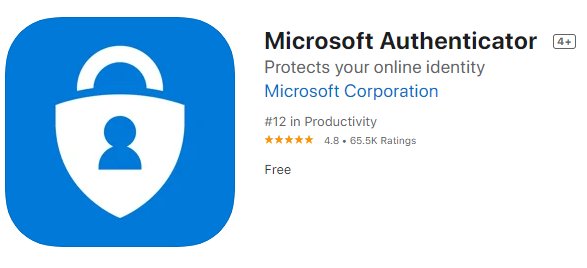 Microsoft Authenticator 4+
Protects your online identity
Microsoft Corporation
#12 in Productivity
★★★★★ 4.8 • 65.5K Ratings
Free